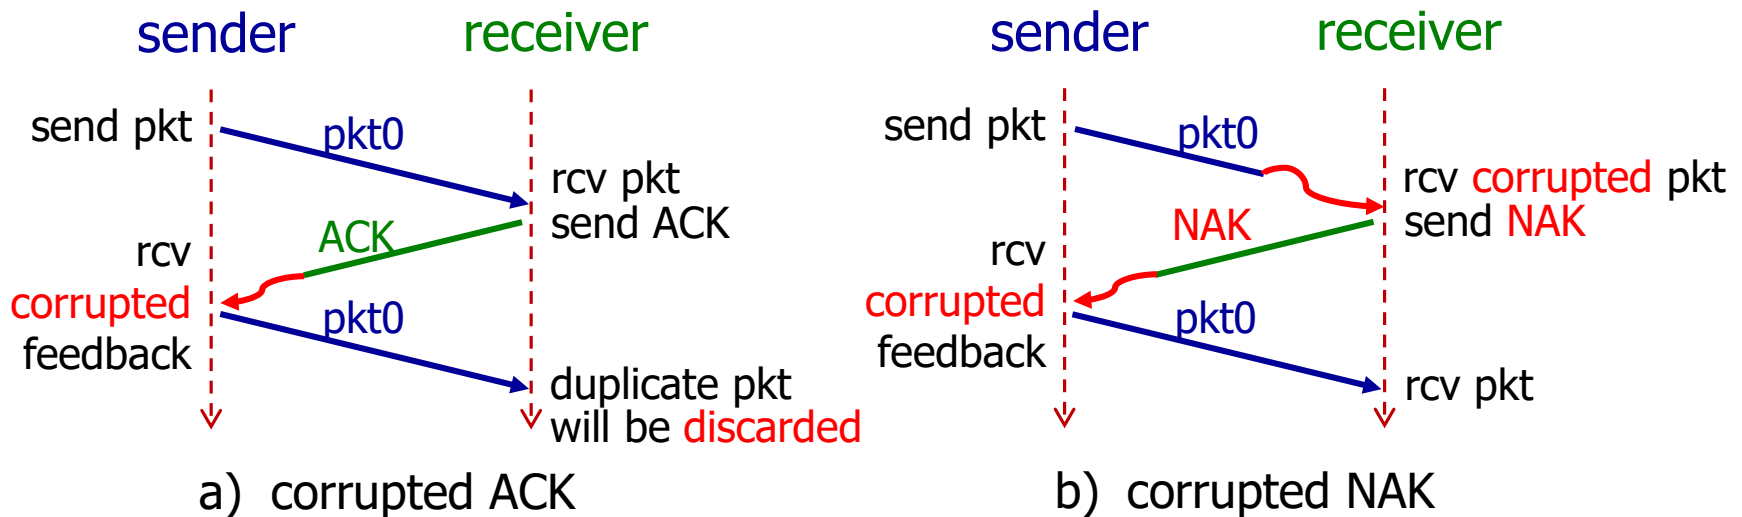 sender
receiver
send pkt
pkt0
rcv pkt
send ACK
ACK
rcv
corrupted
feedback
pkt0
duplicate pkt
will be discarded
a) corrupted ACK
sender
receiver
send pkt
pkt0
rcv corrupted pkt
send NAK
NAK
rcv
corrupted
feedback
pkt0
rcv pkt
b) corrupted NAK